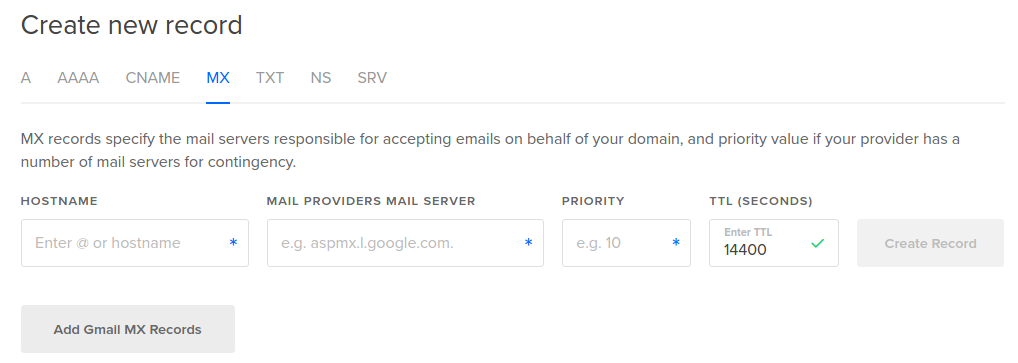 Create new record
A AAAA CNAME MX TXT NS SRV
MX records specify the mail servers responsible for accepting emails on behalf of your domain, and priority value if your provider has a
number of mail servers for contingency.
HOSTNAME MAIL PROVIDERS MAIL SERVER PRIORITY TTL (SECONDS)
Enter @ or hostname * e.g. aspmx.l.google.com. * e.g. 10 * Enter TTL
14400 Create Record
Add Gmail MX Records